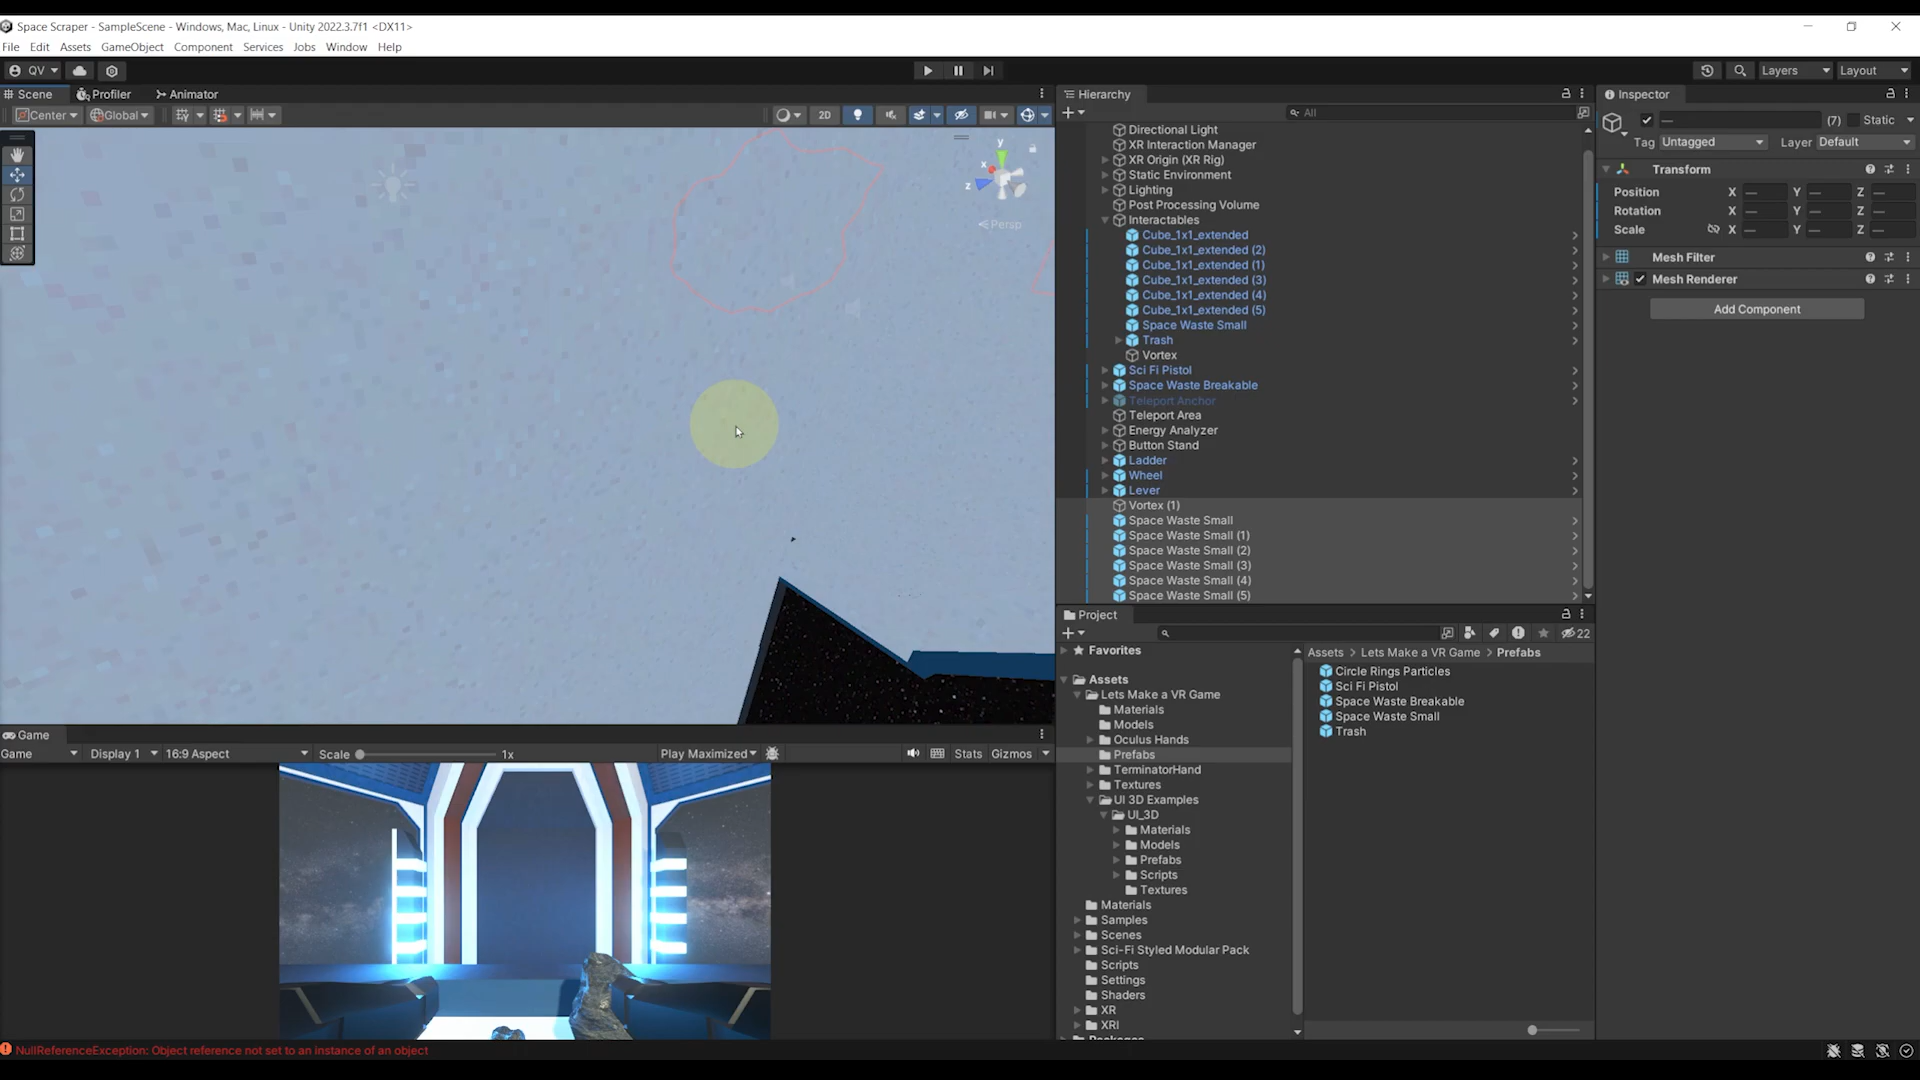 Space Scraper - SampleScene - Windows, Mac, Linux - Unity 2022.3.7f1 <DX11>
File Edit Assets GameObject Component Services Jobs Window Help
QV
Layers Layout
Scene Profiler Animator
Center Global
2D
y
x
z
Persp
Hierarchy
All
Directional Light
XR Interaction Manager
XR Origin (XR Rig)
Static Environment
Lighting
Post Processing Volume
Interactables
Cube_1x1_extended
Cube_1x1_extended (2)
Cube_1x1_extended (1)
Cube_1x1_extended (3)
Cube_1x1_extended (4)
Cube_1x1_extended (5)
Space Waste Small
Trash
Vortex
Sci Fi Pistol
Space Waste Breakable
Teleport Anchor
Teleport Area
Energy Analyzer
Button Stand
Ladder
Wheel
Lever
Vortex (1)
Space Waste Small
Space Waste Small (1)
Space Waste Small (2)
Space Waste Small (3)
Space Waste Small (4)
Space Waste Small (5)
Inspector
— (7) Static
Tag Untagged Layer Default
Transform
Position X — Y — Z —
Rotation X — Y — Z —
Scale X — Y — Z —
Mesh Filter
Mesh Renderer
Add Component
Project
22
Favorites
Assets
Lets Make a VR Game
Materials
Models
Oculus Hands
Prefabs
TerminatorHand
Textures
UI 3D Examples
UI_3D
Materials
Models
Prefabs
Scripts
Textures
Materials
Samples
Scenes
Sci-Fi Styled Modular Pack
Scripts
Settings
Shaders
XR
XRI
Packages
Assets > Lets Make a VR Game > Prefabs
Circle Rings Particles
Sci Fi Pistol
Space Waste Breakable
Space Waste Small
Trash
Game
Game Display 1 16:9 Aspect Scale 1x Play Maximized Stats Gizmos
NullReferenceException: Object reference not set to an instance of an object